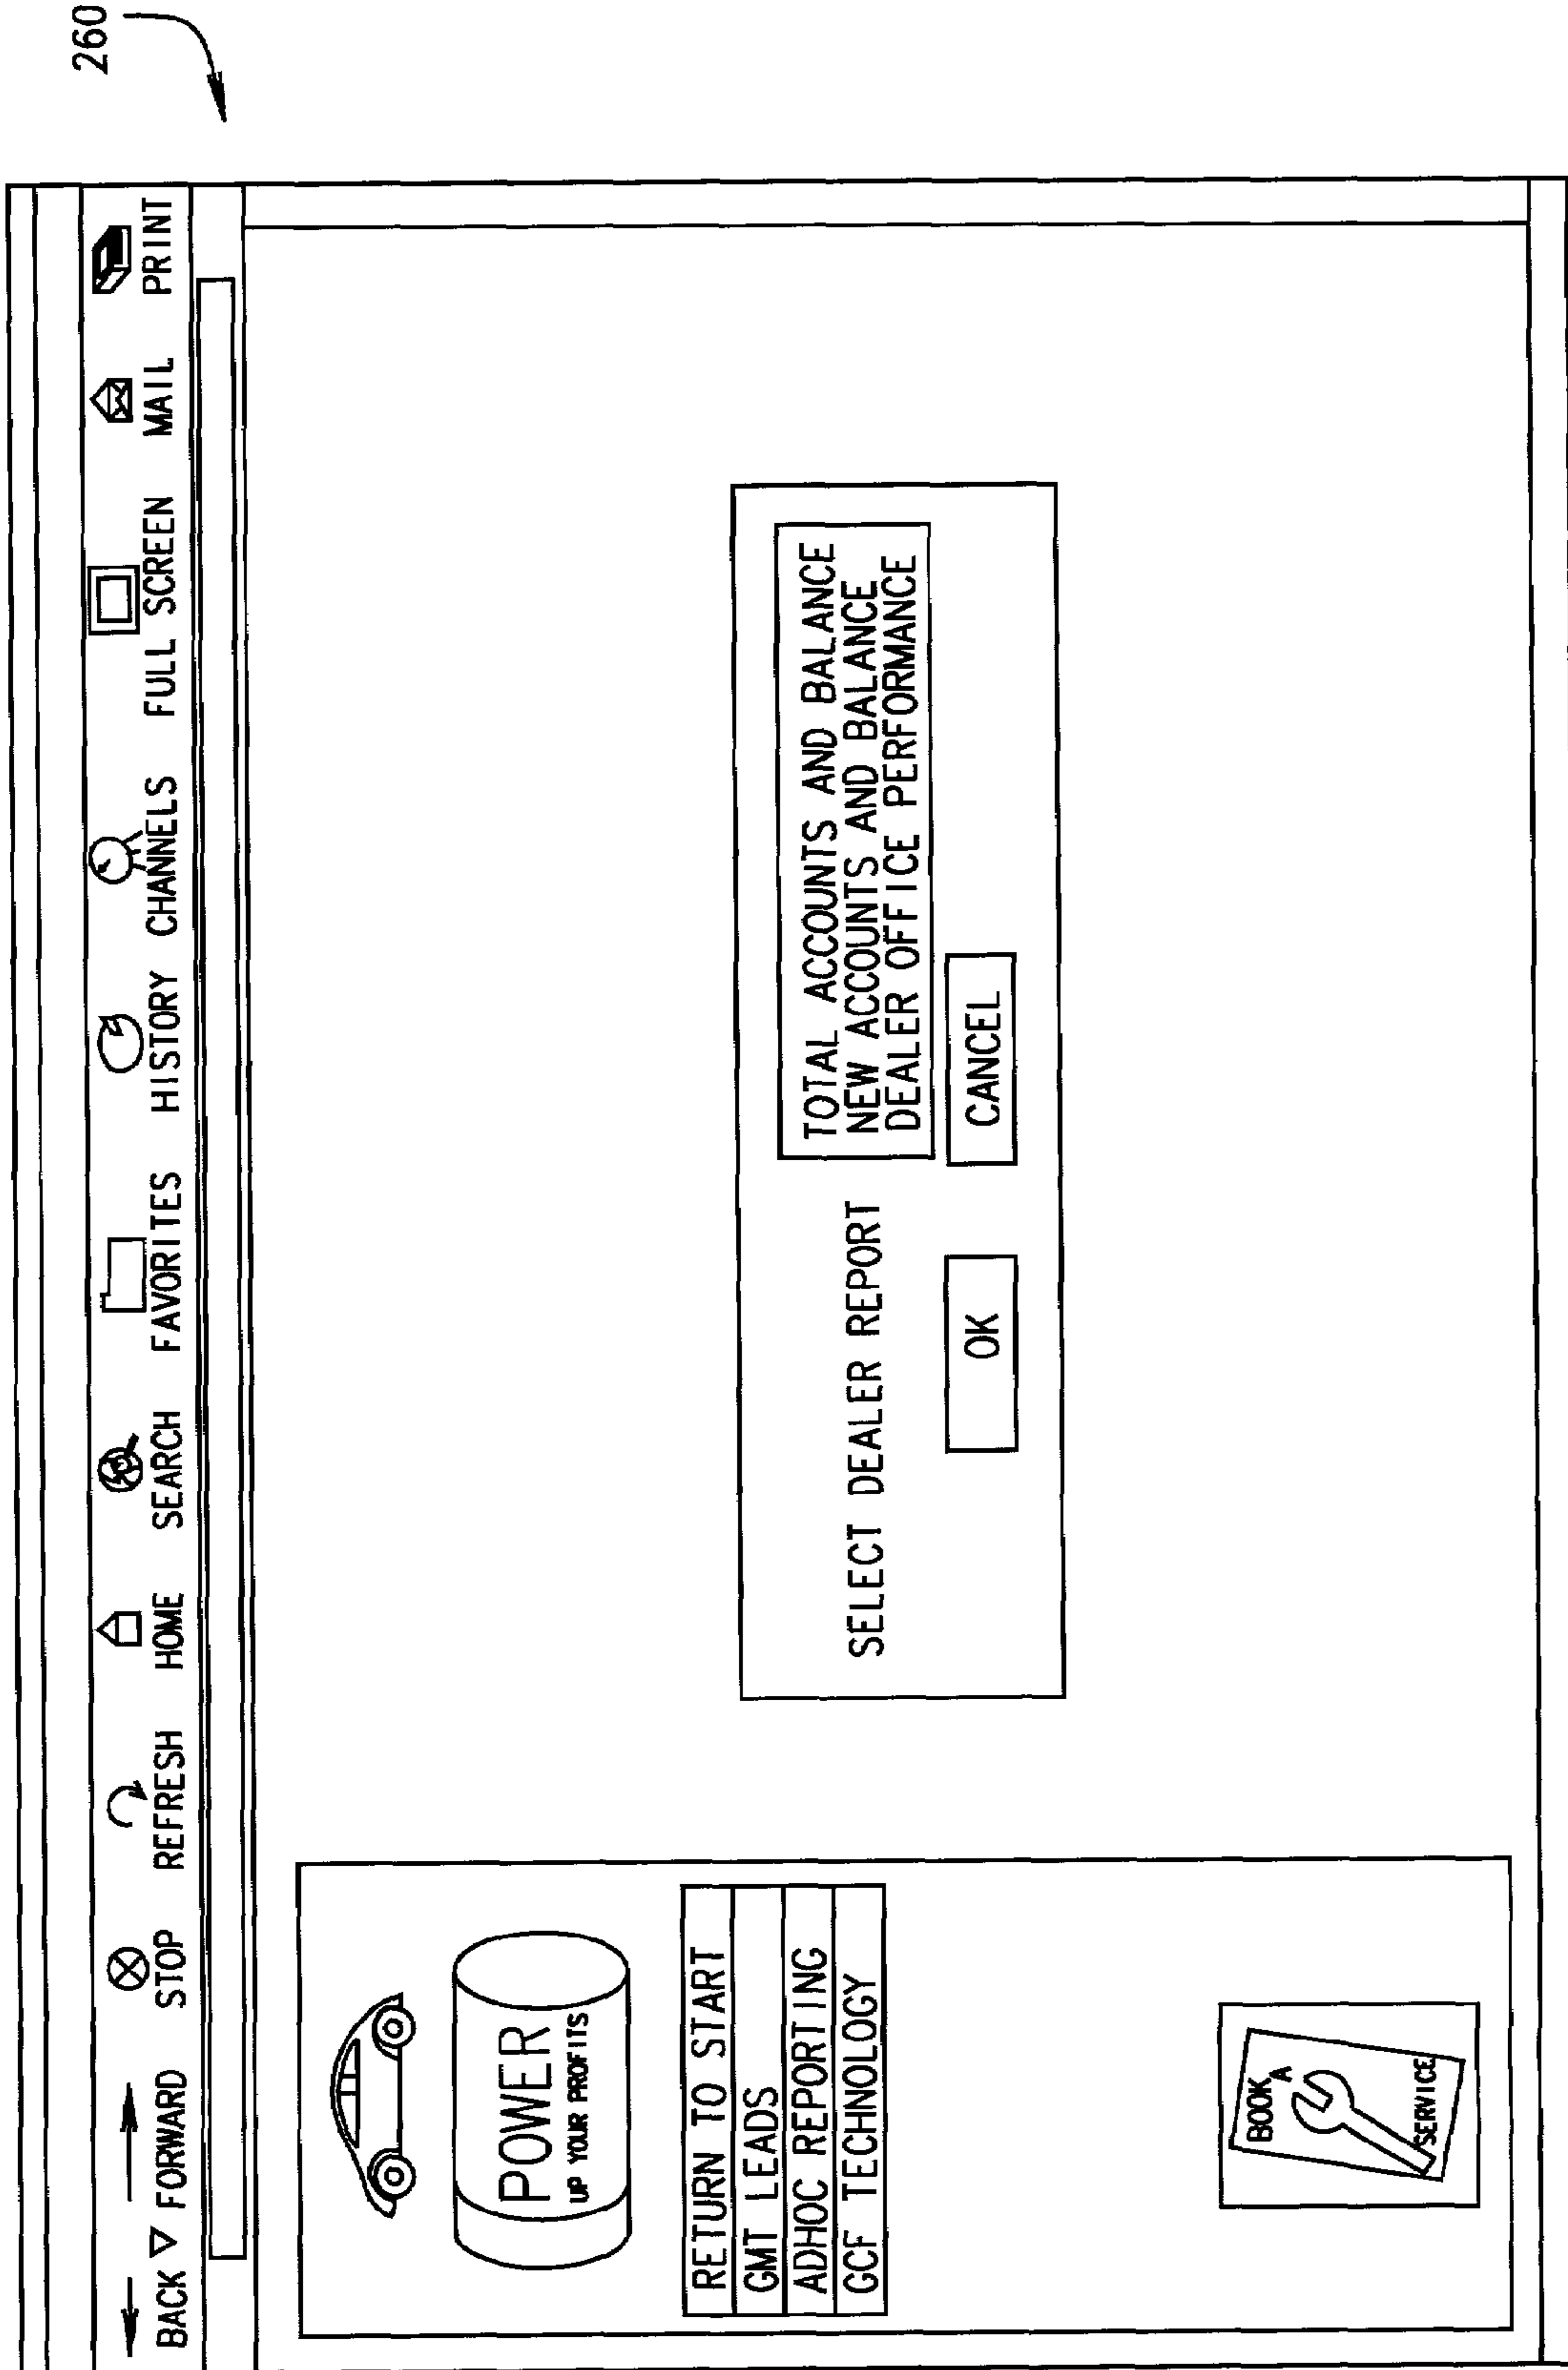 260
BACK ▽ FORWARD STOP REFRESH HOME SEARCH FAVORITES HISTORY CHANNELS FULL SCREEN MAIL PRINT
POWER
UP YOUR PROFITS
RETURN TO START
GMT LEADS
ADHOC REPORTING
GCF TECHNOLOGY
BOOK
A
SERVICE
SELECT DEALER REPORT
TOTAL ACCOUNTS AND BALANCE
NEW ACCOUNTS AND BALANCE
DEALER OFFICE PERFORMANCE
OK
CANCEL